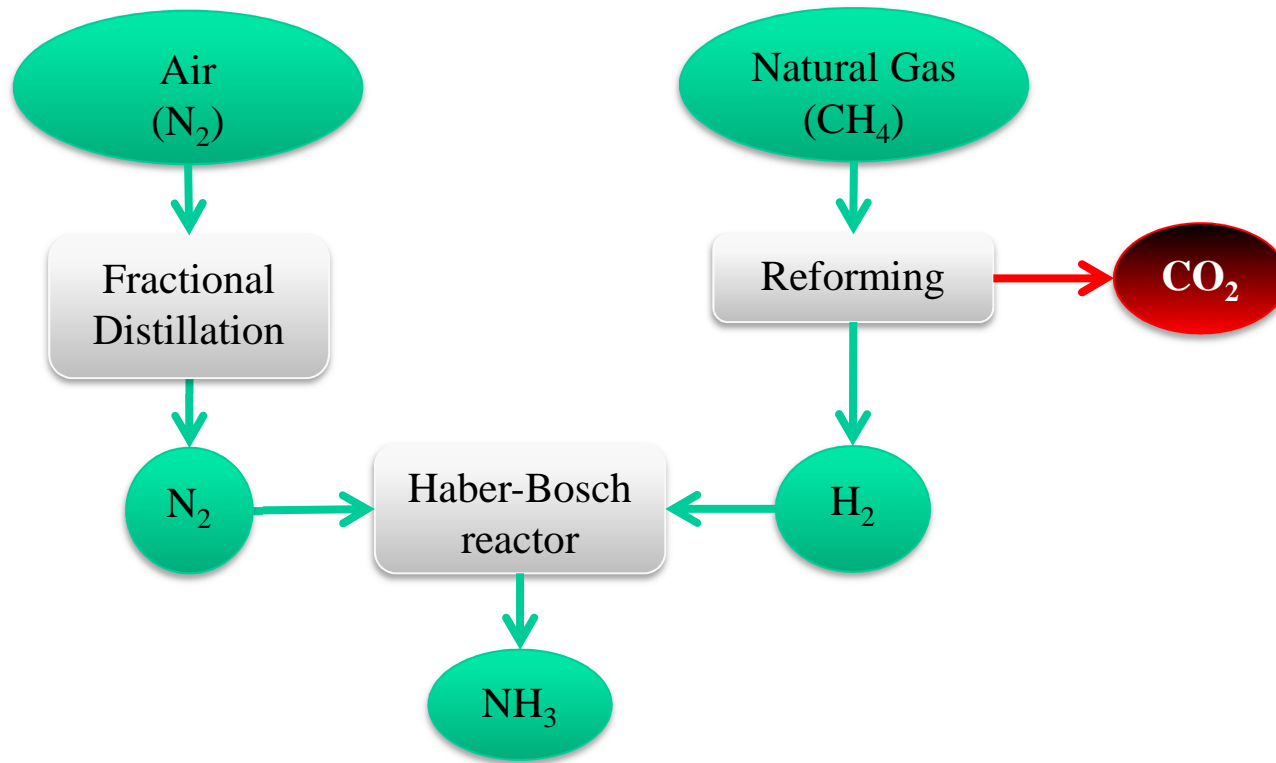 Air
(N₂)
Natural Gas
(CH₄)
Fractional
Distillation
Reforming
CO₂
N₂
Haber-Bosch
reactor
H₂
NH₃